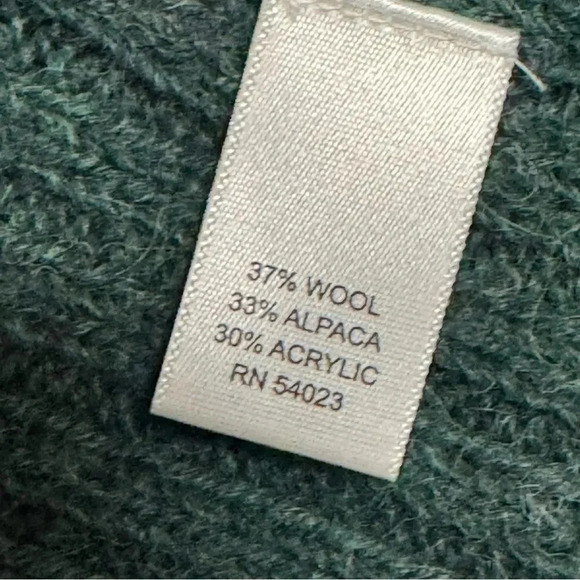 37% WOOL
33% ALPACA
30% ACRYLIC
RN 54023